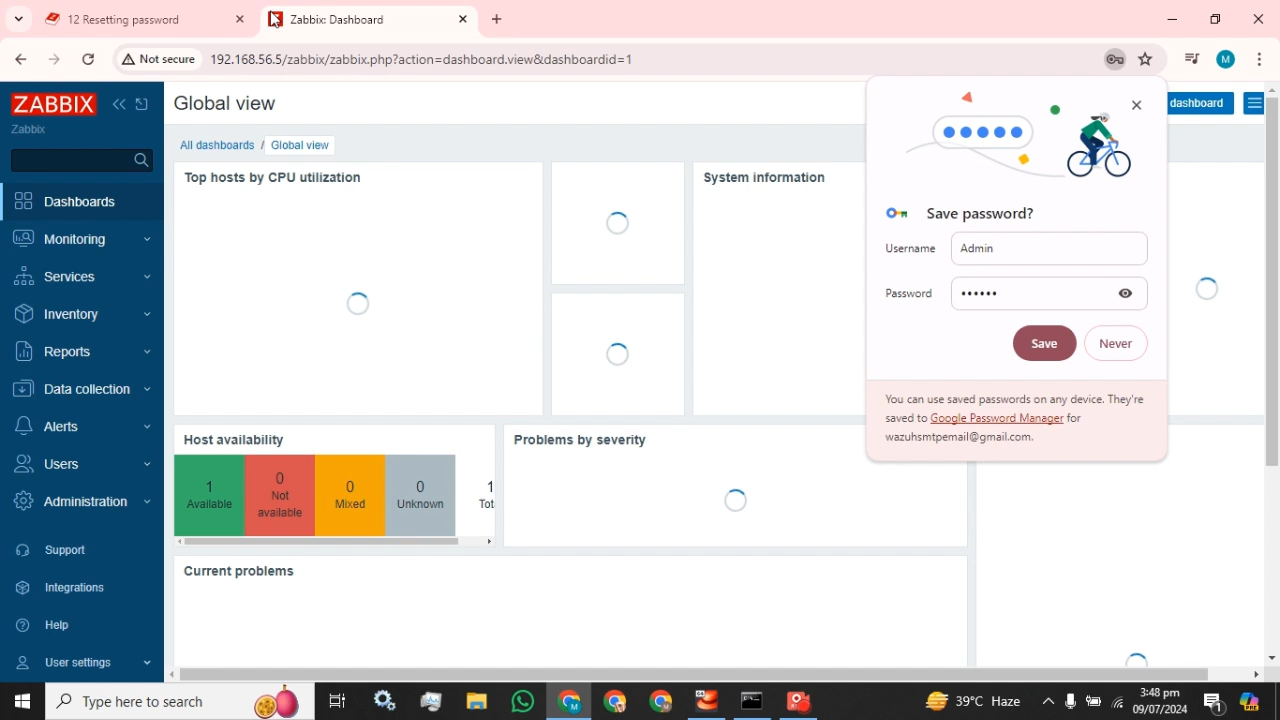 12 Resetting password
Zabbix: Dashboard
Not secure
192.168.56.5/zabbix/zabbix.php?action=dashboard.view&dashboardid=1
M
ZABBIX
Zabbix
Dashboards
Monitoring
Services
Inventory
Reports
Data collection
Alerts
Users
Administration
Support
Integrations
Help
User settings
Global view
dashboard
All dashboards / Global view
Top hosts by CPU utilization
System information
Host availability
1
Available
0
Not
available
0
Mixed
0
Unknown
1
Tot
Problems by severity
Current problems
Save password?
Username
Admin
Password
••••••
Save
Never
You can use saved passwords on any device. They're
saved to Google Password Manager for
wazuhsmtpemail@gmail.com.
Type here to search
39°C Haze
3:48 pm
09/07/2024
1